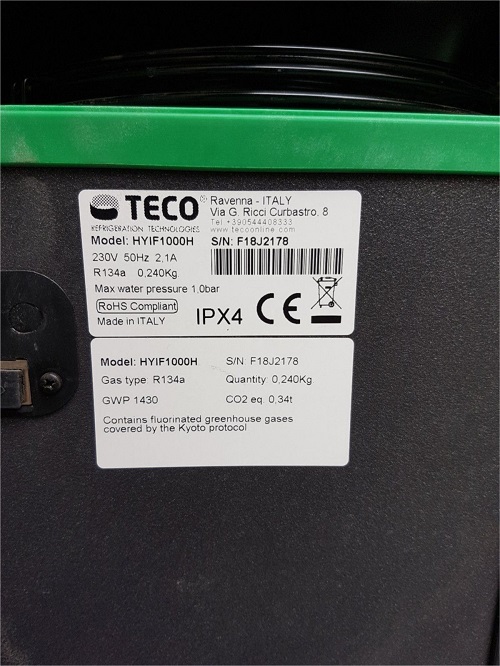 TECO® Ravenna - ITALY
Via G. Ricci Curbastro, 8
Tel.+390544408333
REFRIGERATION TECHNOLOGIES www.tecoonline.com
Model: HYIF1000H S/N: F18J2178
230V 50Hz 2,1A
R134a 0,240Kg
Max water pressure 1,0bar
RoHS Compliant
Made in ITALY IPX4 CE
Model: HYIF1000H S/N F18J2178
Gas type: R134a Quantity: 0,240Kg
GWP 1430 CO2 eq. 0,34t
Contains fluorinated greenhouse gases
covered by the Kyoto protocol